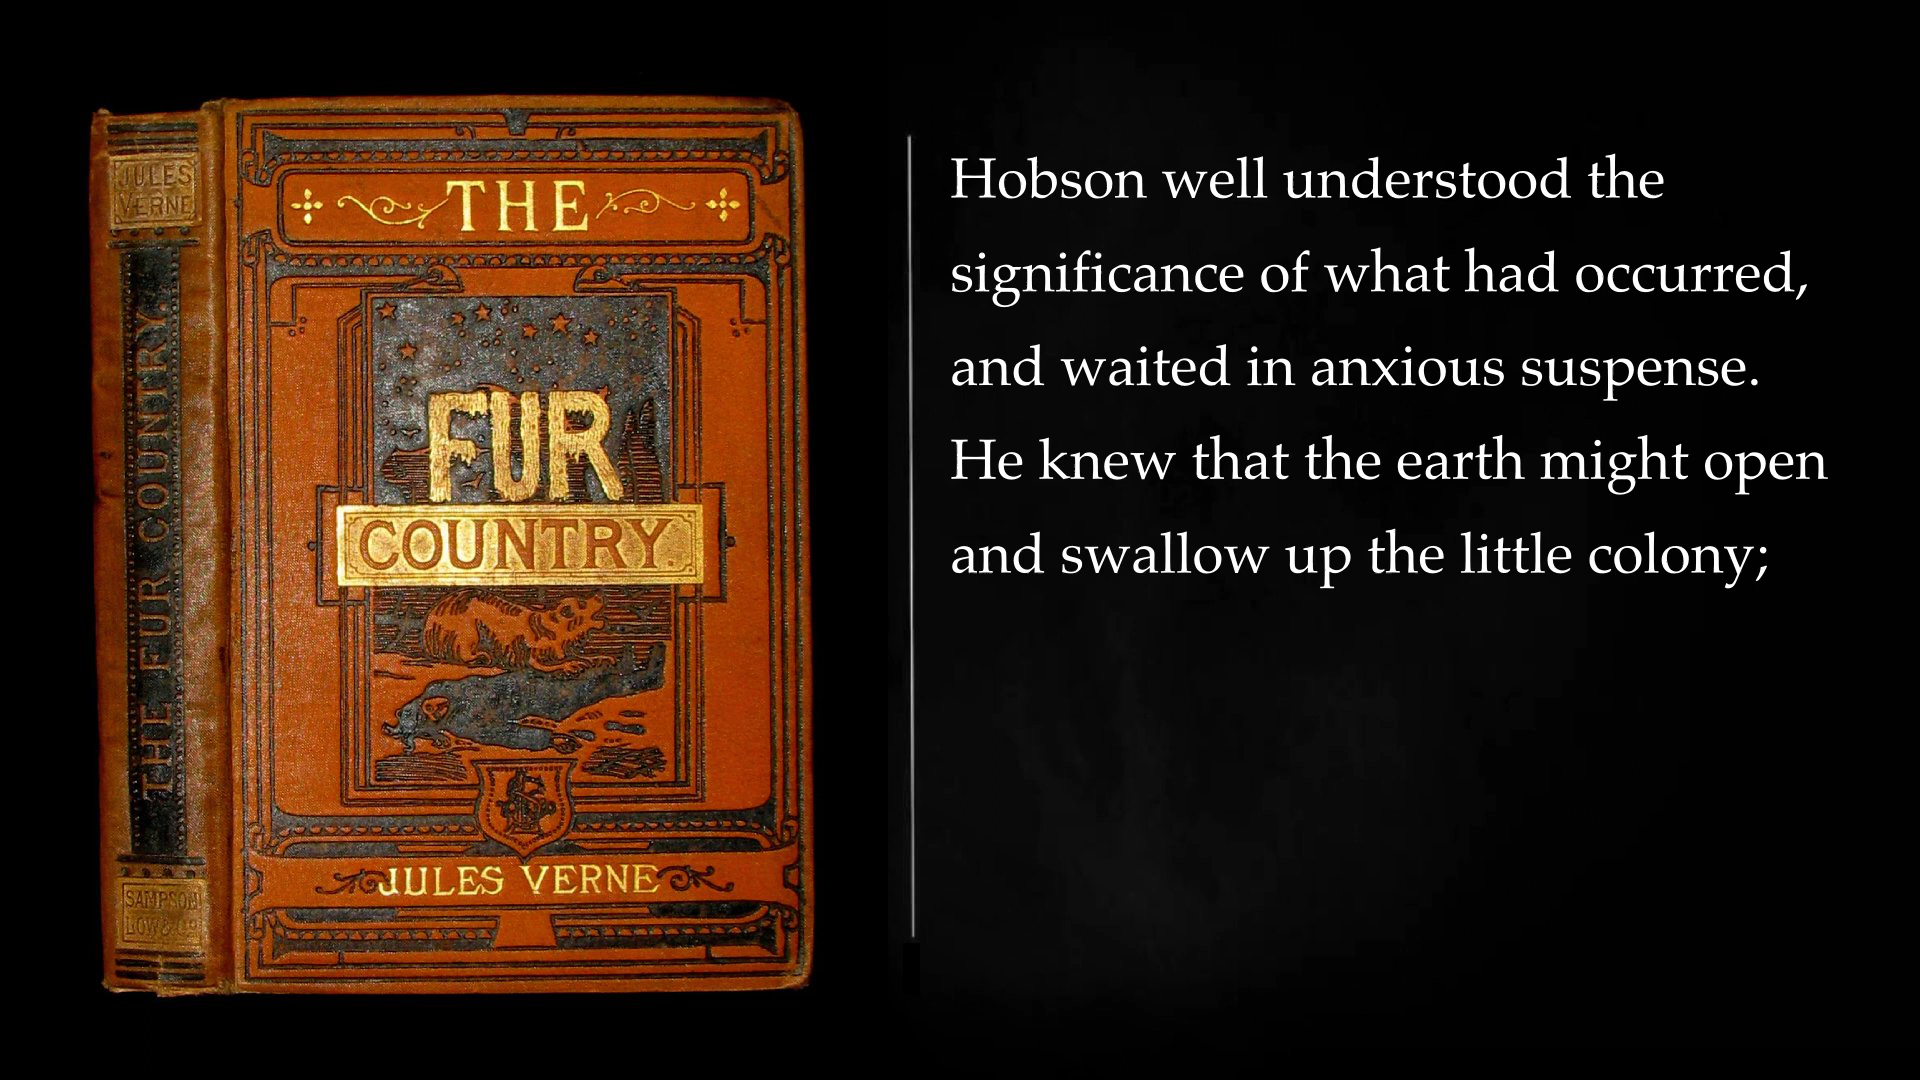 JULES
VERNE
THE FUR COUNTRY.
SAMPSON
LOW & Co
THE
FUR
COUNTRY.
JULES VERNE
Hobson well understood the
significance of what had occurred,
and waited in anxious suspense.
He knew that the earth might open
and swallow up the little colony;